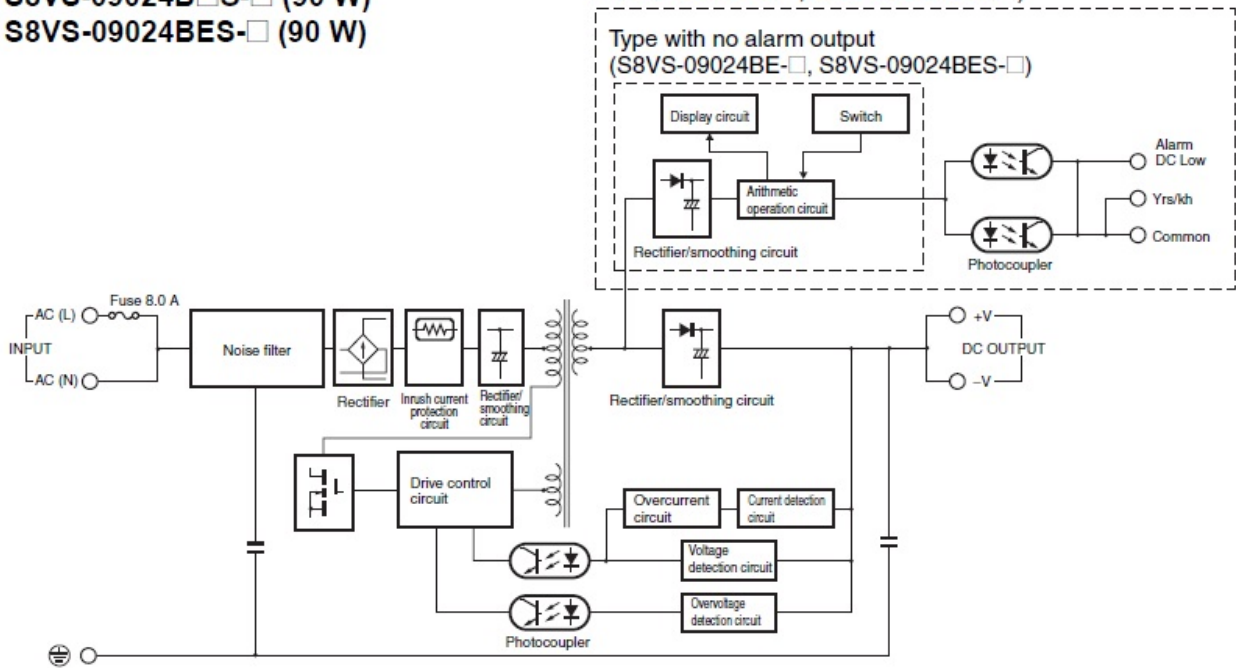 S8VS-09024BES-□ (90 W)
Type with no alarm output
(S8VS-09024BE-□, S8VS-09024BES-□)
Display circuit
Switch
Arithmetic
operation circuit
Rectifier/smoothing circuit
Alarm
DC Low
Yrs/kh
Common
Photocoupler
Fuse 8.0 A
AC (L)
INPUT
AC (N)
Noise filter
Rectifier
Inrush current
protection
circuit
Rectifier/
smoothing
circuit
Rectifier/smoothing circuit
+V
DC OUTPUT
–V
Drive control
circuit
Overcurrent
circuit
Current detection
circuit
Voltage
detection circuit
Overvoltage
detection circuit
Photocoupler